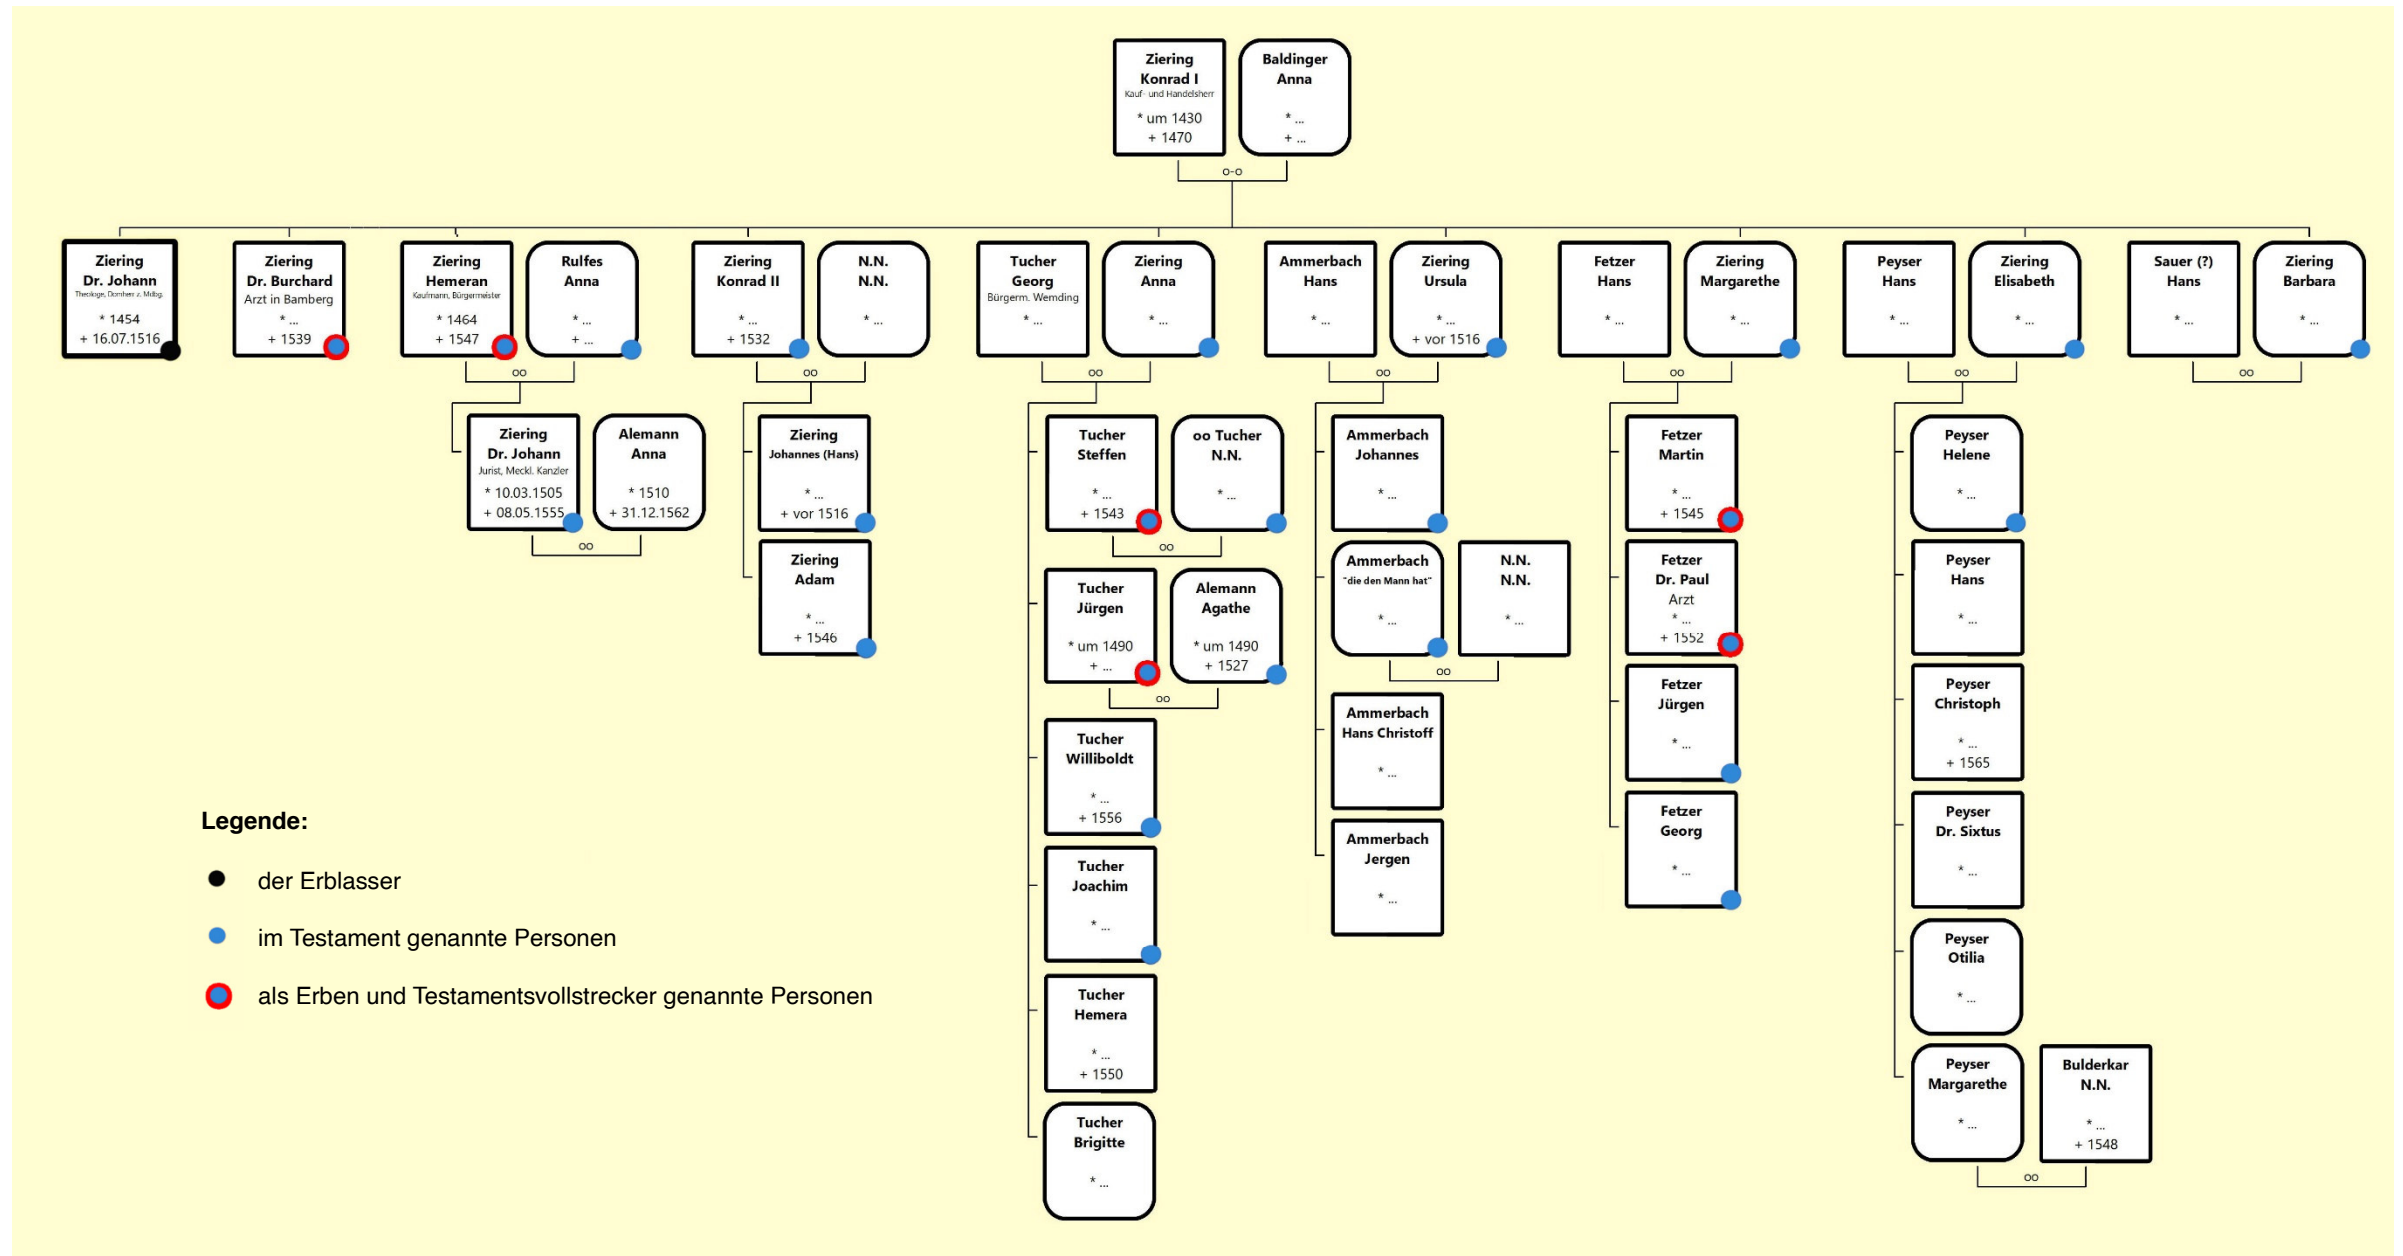 Ziering
Konrad I
Kauf- und Handelsherr
* um 1430
+ 1470
Baldinger
Anna
* ...
+ ...
o-o
Ziering
Dr. Johann
Theologe, Domherr z. Mdbg.
* 1454
+ 16.07.1516
Ziering
Dr. Burchard
Arzt in Bamberg
* ...
+ 1539
Ziering
Hemeran
Kaufmann, Bürgermeister
* 1464
+ 1547
Rulfes
Anna
* ...
+ ...
oo
Ziering
Konrad II
* ...
+ 1532
N.N.
N.N.
* ...
oo
Tucher
Georg
Bürgerm. Wemding
* ...
Ziering
Anna
* ...
oo
Ammerbach
Hans
* ...
Ziering
Ursula
* ...
+ vor 1516
oo
Fetzer
Hans
* ...
Ziering
Margarethe
* ...
oo
Peyser
Hans
* ...
Ziering
Elisabeth
* ...
oo
Sauer (?)
Hans
* ...
Ziering
Barbara
* ...
oo
Ziering
Dr. Johann
Jurist, Meckl. Kanzler
* 10.03.1505
+ 08.05.1555
Alemann
Anna
* 1510
+ 31.12.1562
oo
Ziering
Johannes (Hans)
* ...
+ vor 1516
Ziering
Adam
* ...
+ 1546
Tucher
Steffen
* ...
+ 1543
oo Tucher
N.N.
* ...
oo
Tucher
Jürgen
* um 1490
+ ...
Alemann
Agathe
* um 1490
+ 1527
oo
Tucher
Williboldt
* ...
+ 1556
Tucher
Joachim
* ...
Tucher
Hemera
* ...
+ 1550
Tucher
Brigitte
* ...
Ammerbach
Johannes
* ...
Ammerbach
"die den Mann hat"
* ...
N.N.
N.N.
* ...
oo
Ammerbach
Hans Christoff
* ...
Ammerbach
Jergen
* ...
Fetzer
Martin
* ...
+ 1545
Fetzer
Dr. Paul
Arzt
* ...
+ 1552
Fetzer
Jürgen
* ...
Fetzer
Georg
* ...
Peyser
Helene
* ...
Peyser
Hans
* ...
Peyser
Christoph
* ...
+ 1565
Peyser
Dr. Sixtus
* ...
Peyser
Otilia
* ...
Peyser
Margarethe
* ...
Bulderkar
N.N.
* ...
+ 1548
oo
Legende:
der Erblasser
im Testament genannte Personen
als Erben und Testamentsvollstrecker genannte Personen